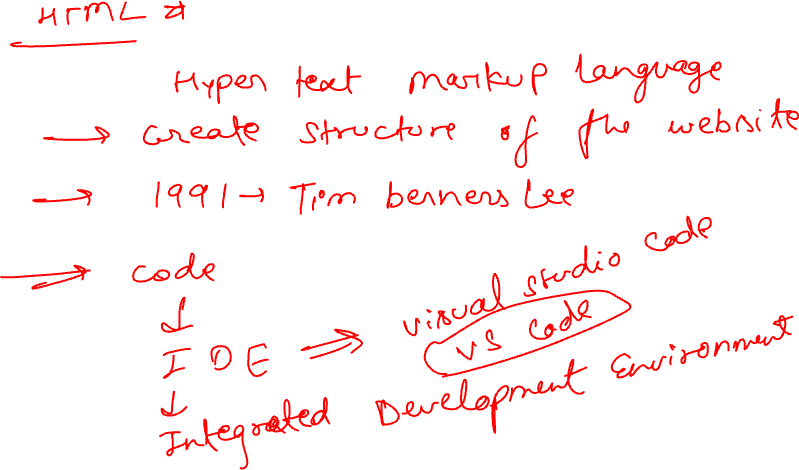 HTML ⇒
Hyper text markup language
→ create structure of the website
→ 1991 → Tim berners Lee
→ code
↓
IDE ⇒ visual studio code
vs code
↓
Integrated Development Environment